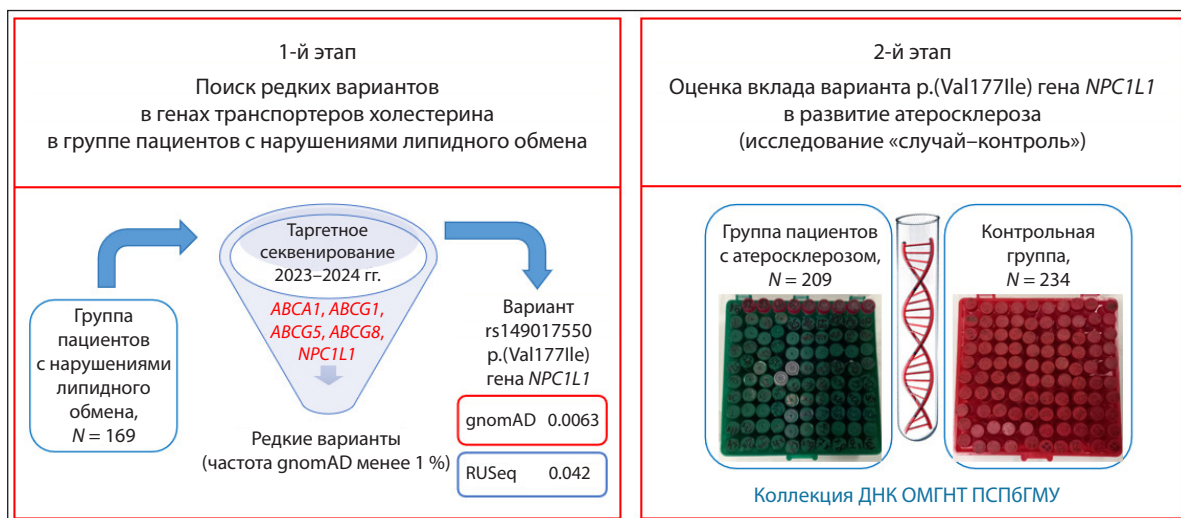 1-й этап
Поиск редких вариантов
в генах транспортеров холестерина
в группе пациентов с нарушениями липидного обмена
2-й этап
Оценка вклада варианта p.(Val177Ile) гена NPC1L1
в развитие атеросклероза
(исследование «случай–контроль»)
Группа
пациентов
с нарушениями
липидного
обмена,
N = 169
Таргетное
секвенирование
2023–2024 гг.
ABCA1, ABCG1,
ABCG5, ABCG8,
NPC1L1
Редкие варианты
(частота gnomAD менее 1 %)
Вариант
rs149017550
p.(Val177Ile)
гена NPC1L1
gnomAD 0.0063
RUSeq 0.042
Группа пациентов
с атеросклерозом,
N = 209
Контрольная
группа,
N = 234
Коллекция ДНК ОМГНТ ПСПбГМУ